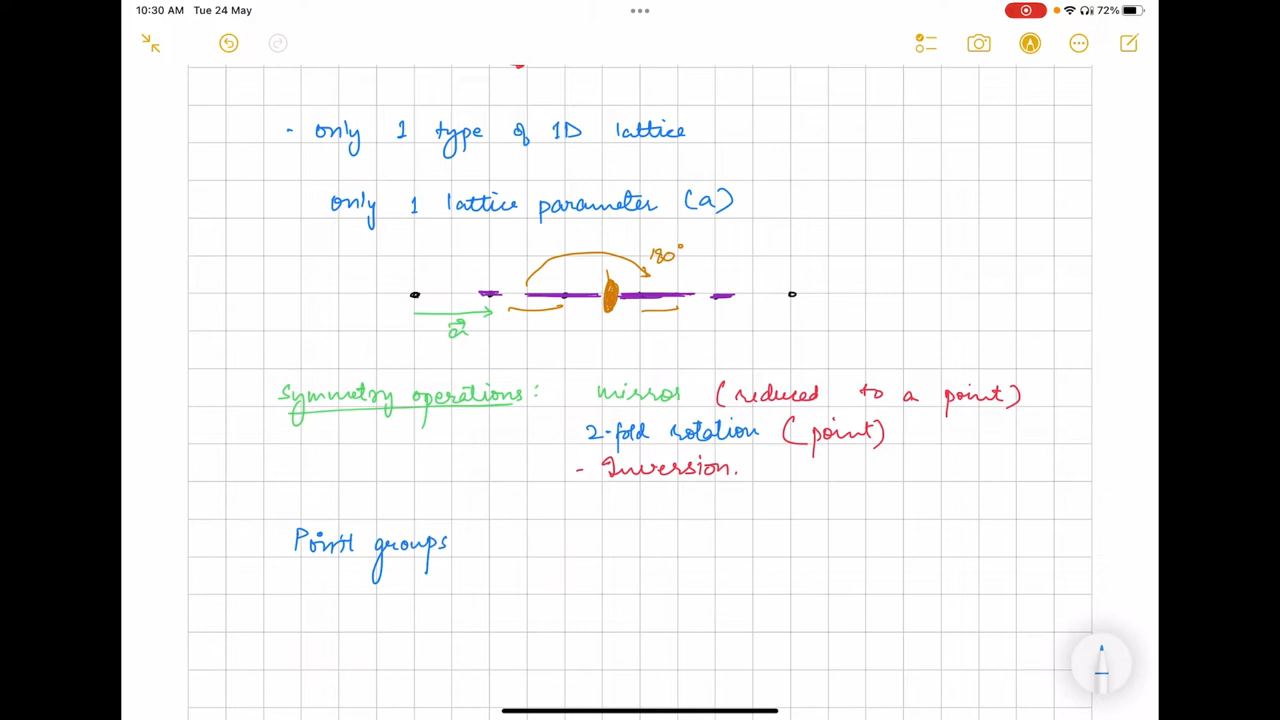 10:30 AM Tue 24 May
72%
- only 1 type of 1D lattice
only 1 lattice parameter (a)
180°
a
Symmetry operations: mirror (reduced to a point)
2-fold rotation (point)
- Inversion.
Point groups